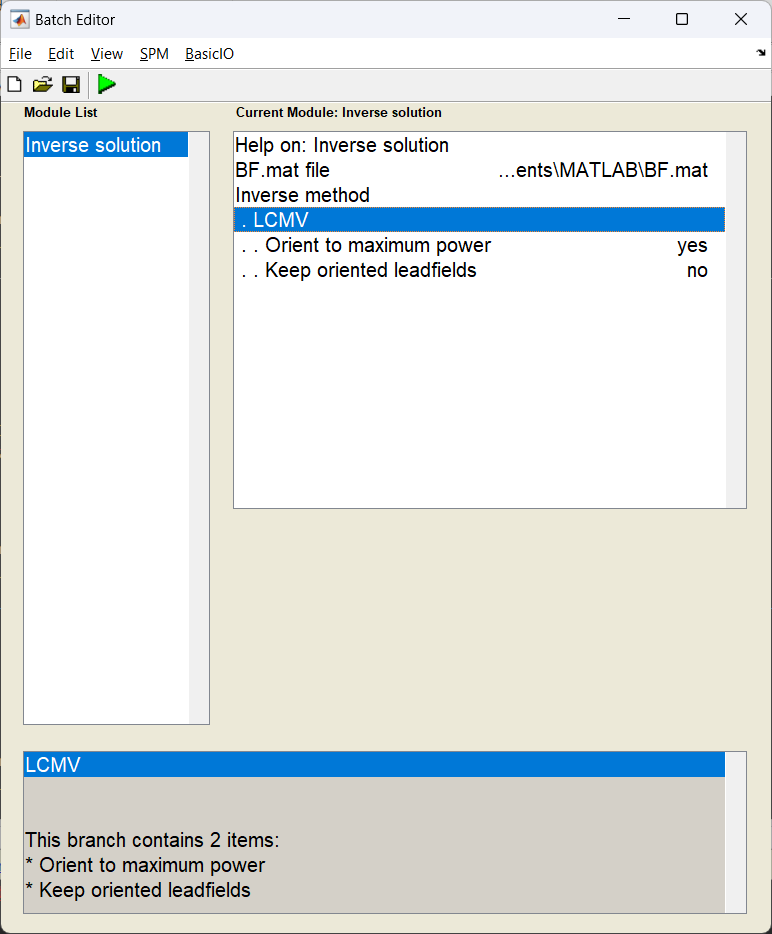 Batch Editor
File Edit View SPM BasicIO
Module List
Inverse solution
Current Module: Inverse solution
Help on: Inverse solution
BF.mat file ...ents\MATLAB\BF.mat
Inverse method
. LCMV
. . Orient to maximum power yes
. . Keep oriented leadfields no
LCMV
This branch contains 2 items:
* Orient to maximum power
* Keep oriented leadfields